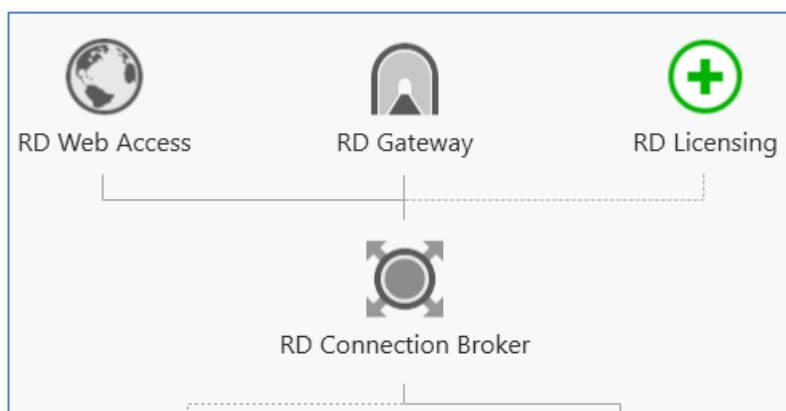 RD Web Access
RD Gateway
RD Licensing
RD Connection Broker